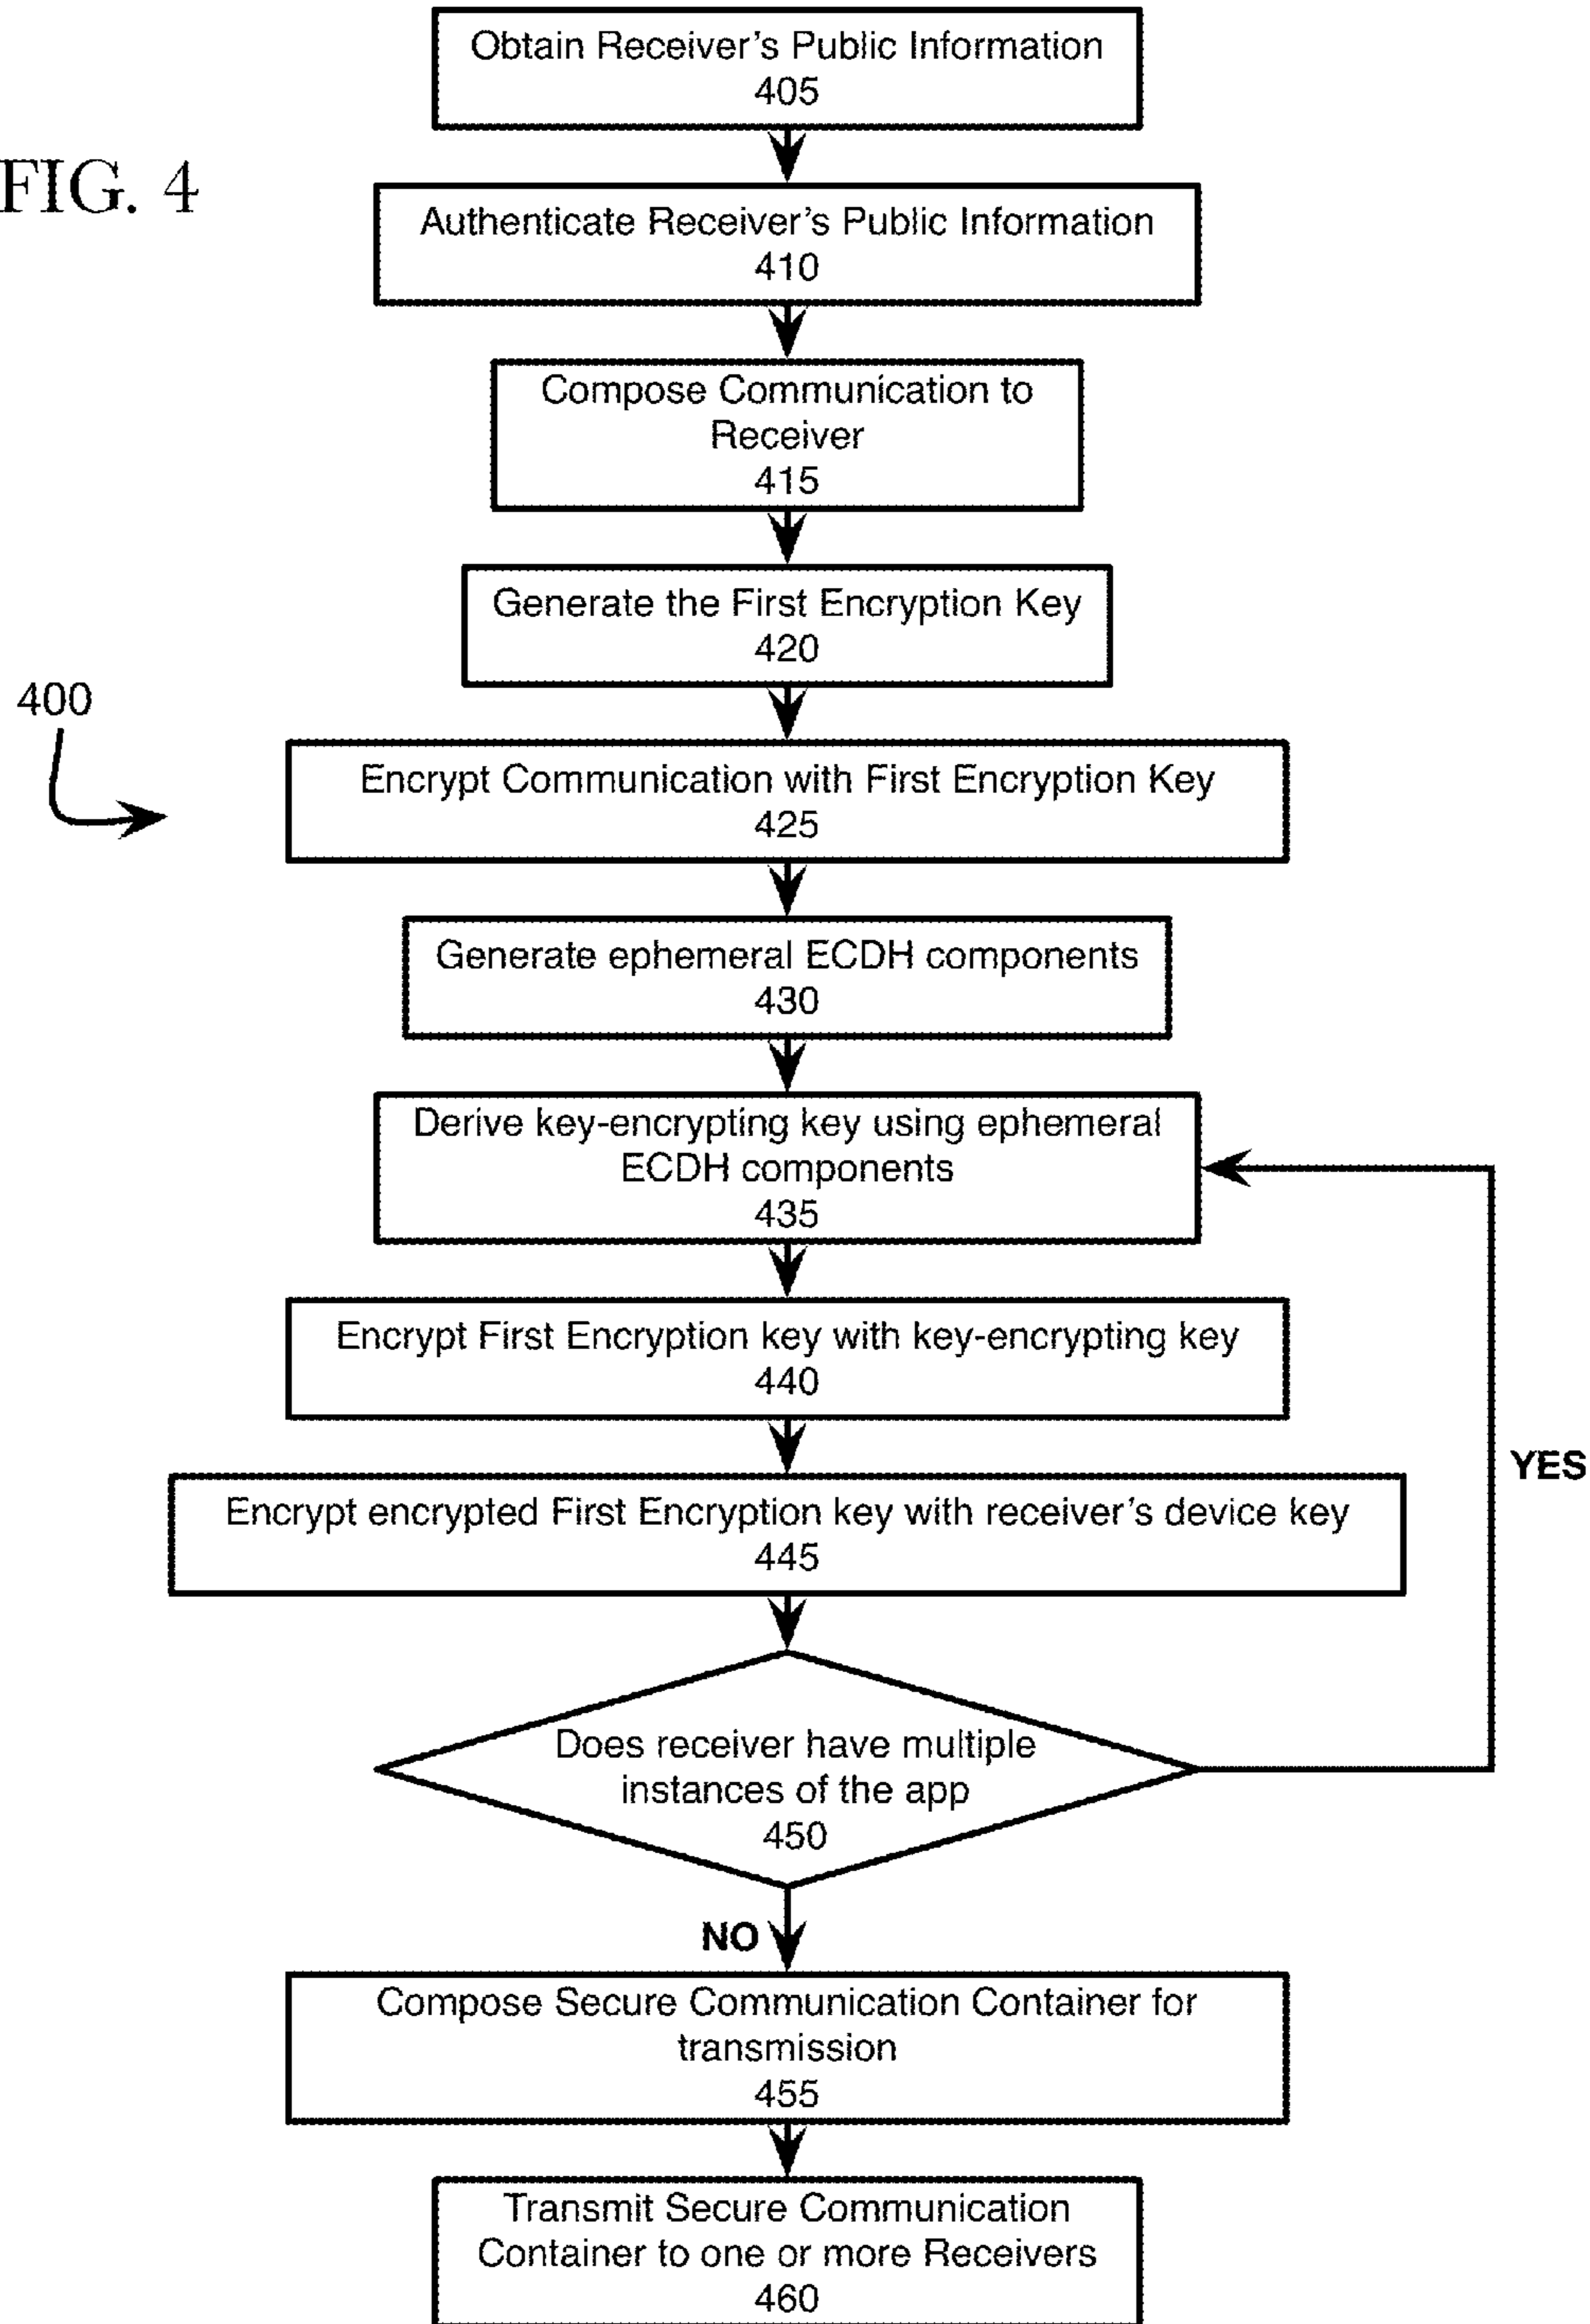 Obtain Receiver's Public Information
405
FIG. 4
Authenticate Receiver's Public Information
410
Compose Communication to
Receiver
415
Generate the First Encryption Key
420
400
Encrypt Communication with First Encryption Key
425
Generate ephemeral ECDH components
430
Derive key-encrypting key using ephemeral
ECDH components
435
Encrypt First Encryption key with key-encrypting key
440
YES
Encrypt encrypted First Encryption key with receiver's device key
445
Does receiver have multiple
instances of the app
450
NO
Compose Secure Communication Container for
transmission
455
Transmit Secure Communication
Container to one or more Receivers
460